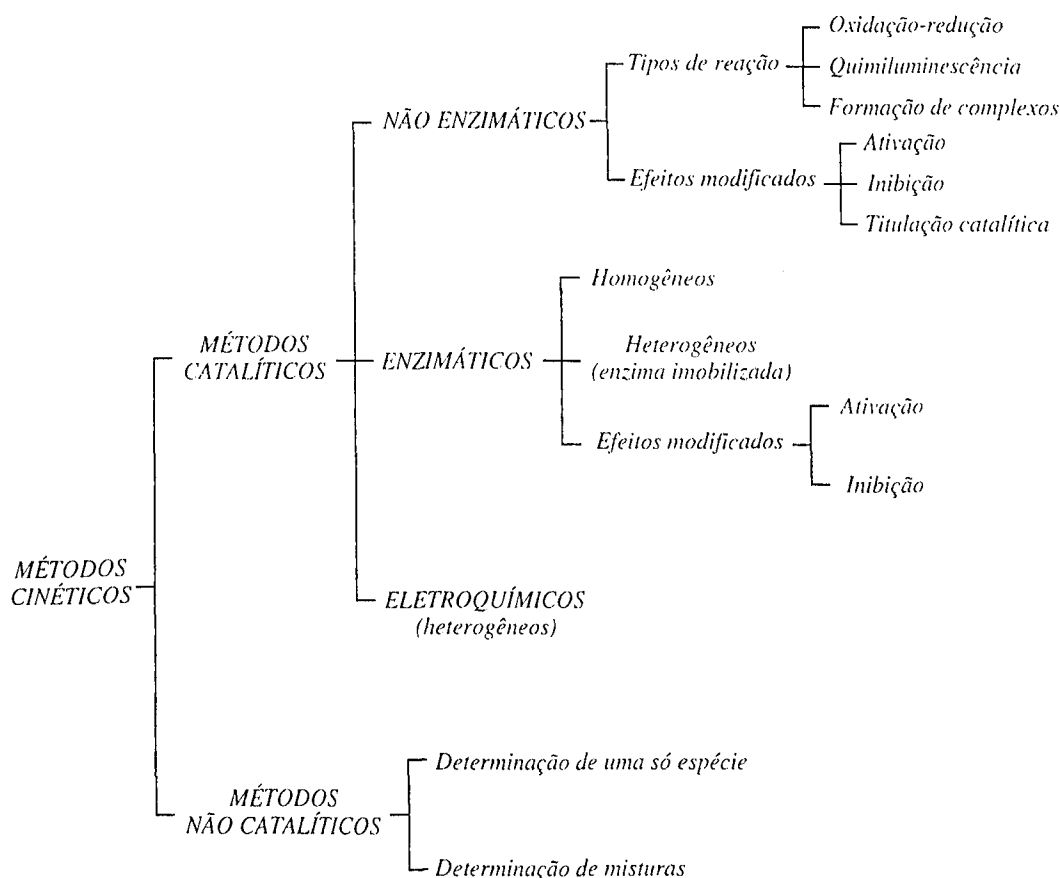 Oxidação-redução
Tipos de reação
Quimiluminescência
Formação de complexos
NÃO ENZIMÁTICOS
Ativação
Efeitos modificados
Inibição
Titulação catalítica
Homogêneos
MÉTODOS
CATALÍTICOS
ENZIMÁTICOS
Heterogêneos
(enzima imobilizada)
Ativação
Efeitos modificados
Inibição
MÉTODOS
CINÉTICOS
ELETROQUÍMICOS
(heterogêneos)
Determinação de uma só espécie
MÉTODOS
NÃO CATALÍTICOS
Determinação de misturas